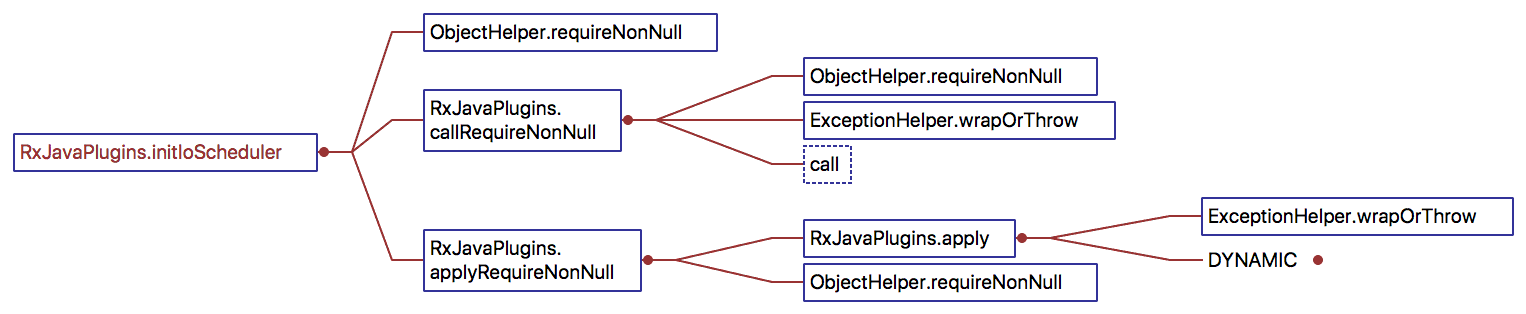 ObjectHelper.requireNonNull
RxJavaPlugins.
callRequireNonNull
ObjectHelper.requireNonNull
ExceptionHelper.wrapOrThrow
call
RxJavaPlugins.initIoScheduler
RxJavaPlugins.
applyRequireNonNull
RxJavaPlugins.apply
ExceptionHelper.wrapOrThrow
DYNAMIC
ObjectHelper.requireNonNull